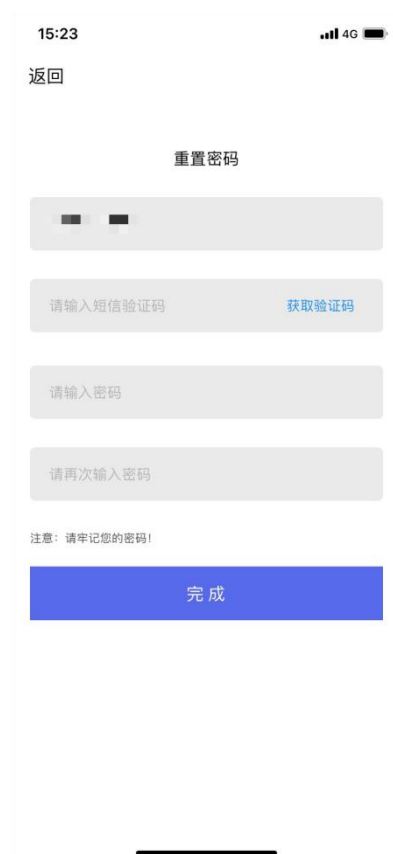 15:23 4G
返回
重置密码
请输入短信验证码 获取验证码
请输入密码
请再次输入密码
注意：请牢记您的密码！
完成